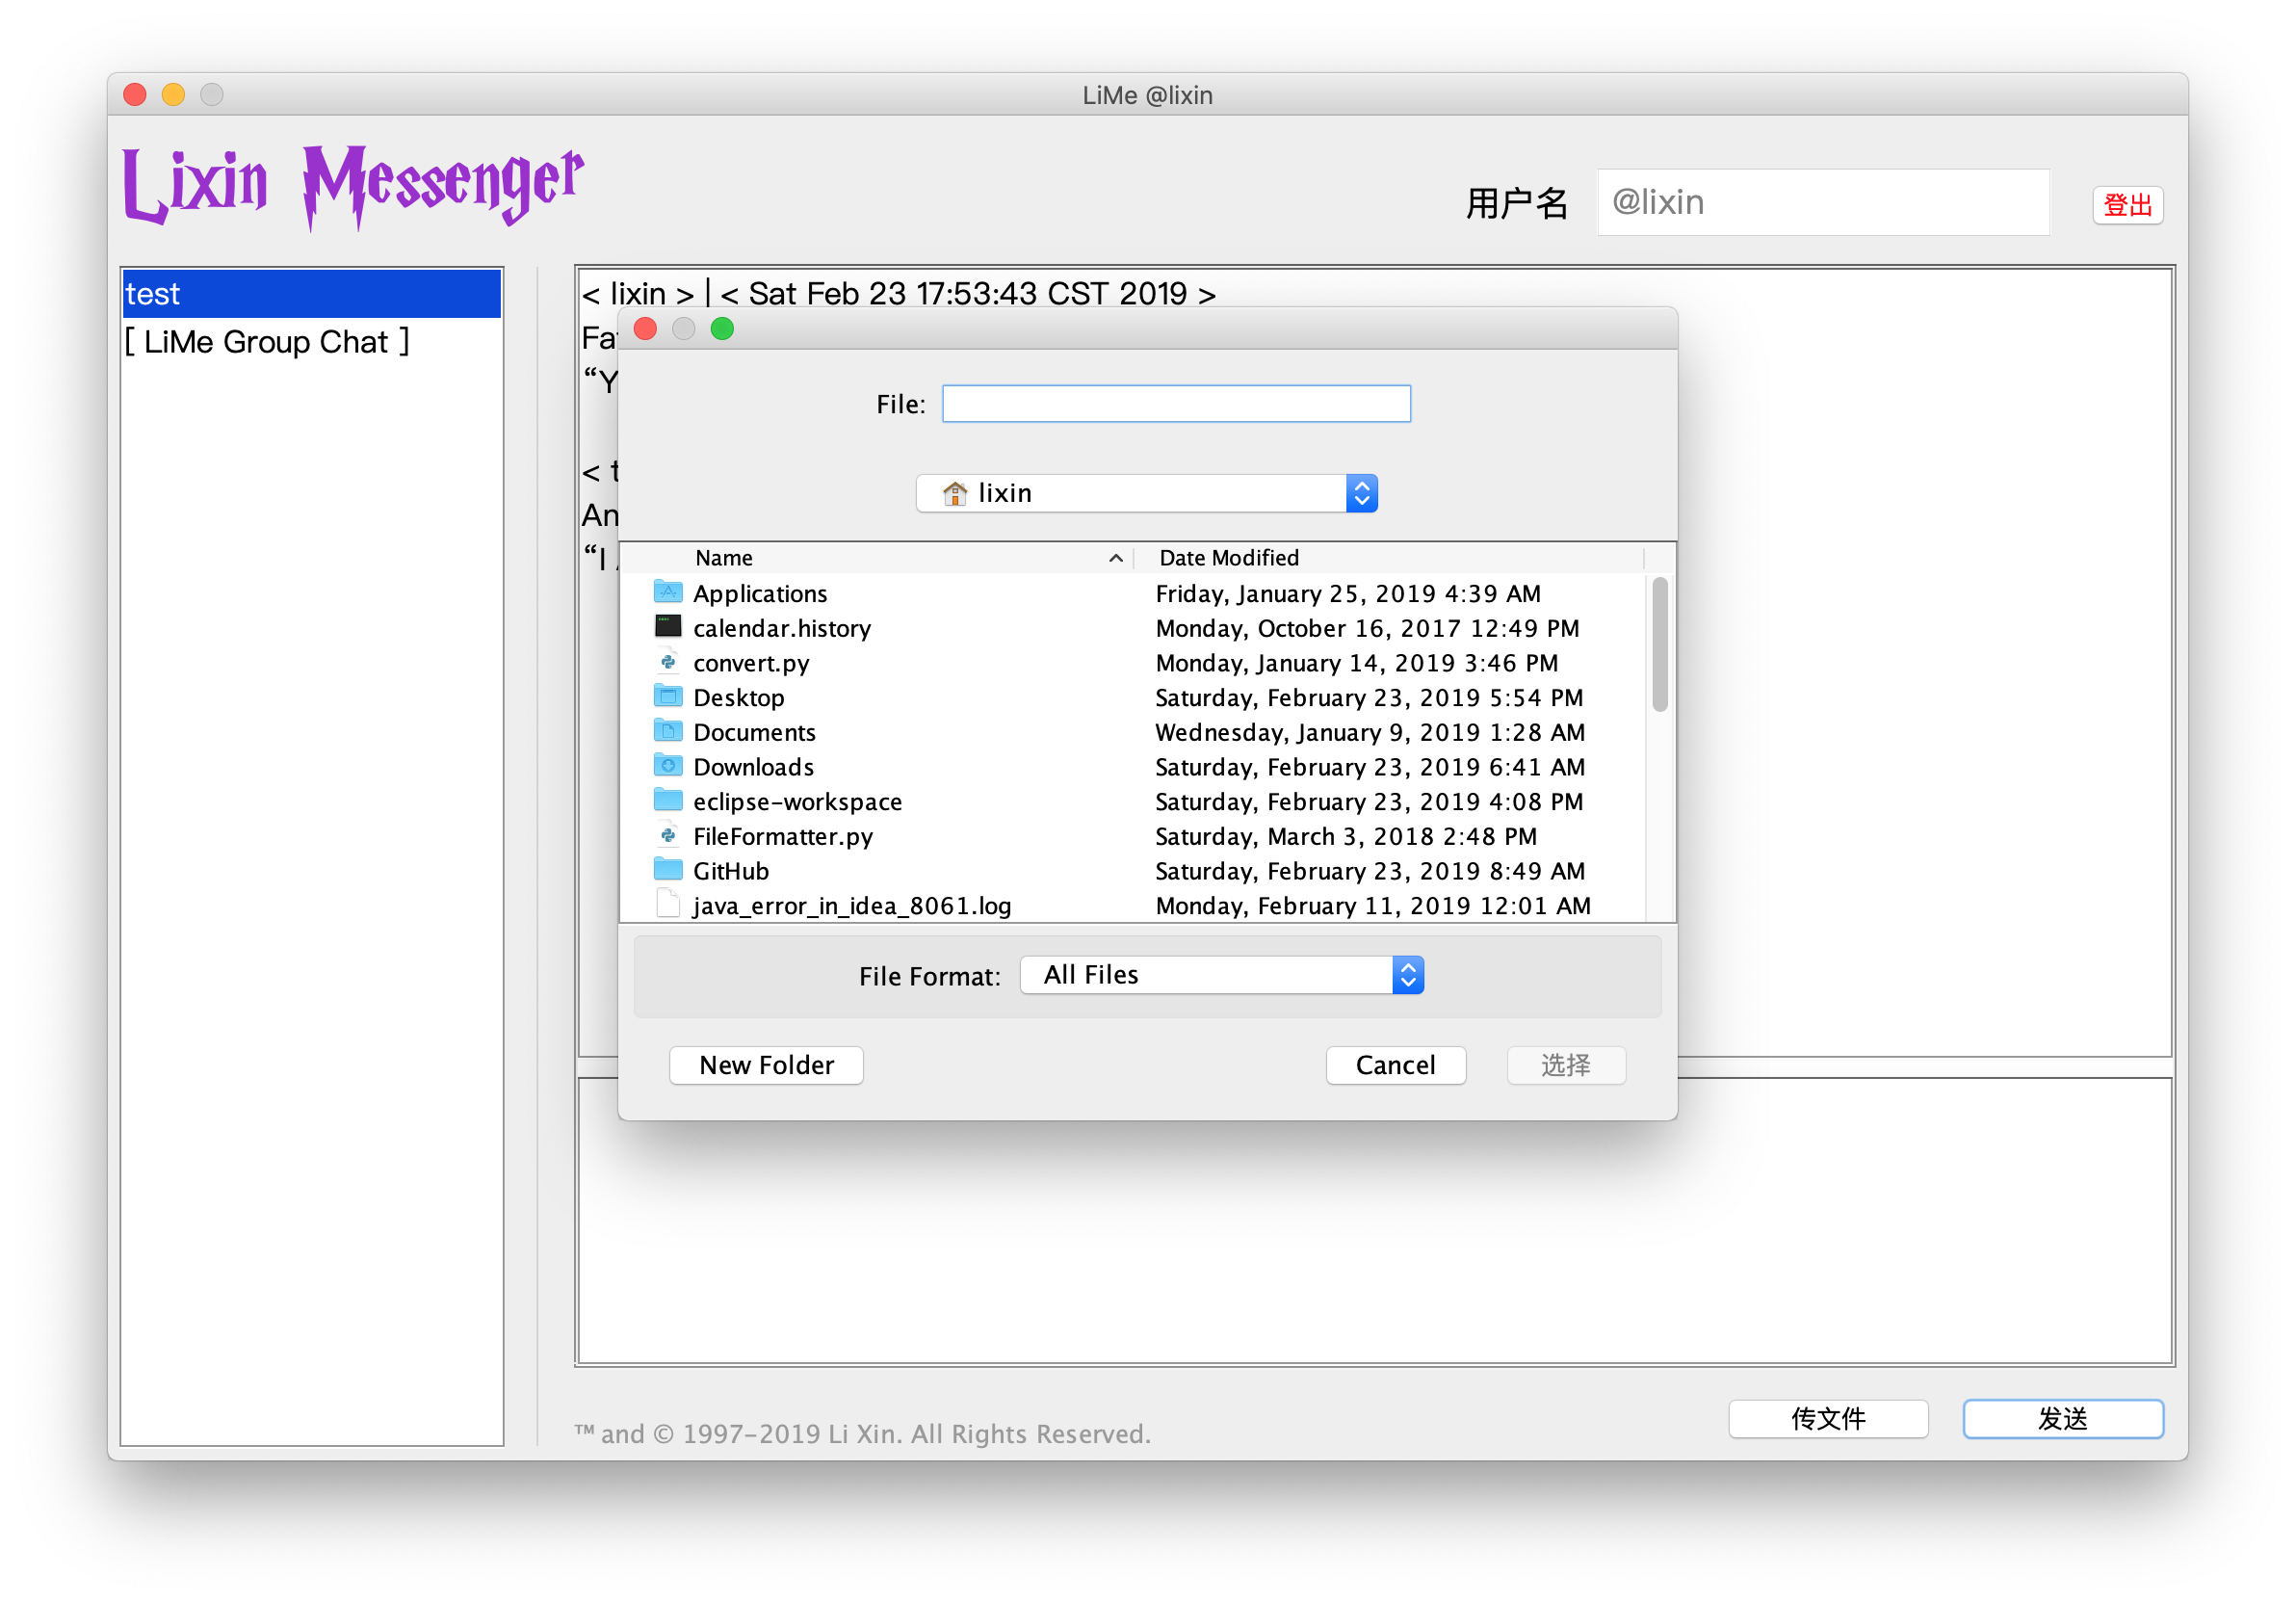 LiMe @lixin
Lixin Messenger
用户名
@lixin
登出
test
[ LiMe Group Chat ]
< lixin > | < Sat Feb 23 17:53:43 CST 2019 >
“Y
<
An
“I
File:
lixin
Name
Date Modified
Applications Friday, January 25, 2019 4:39 AM
calendar.history Monday, October 16, 2017 12:49 PM
convert.py Monday, January 14, 2019 3:46 PM
Desktop Saturday, February 23, 2019 5:54 PM
Documents Wednesday, January 9, 2019 1:28 AM
Downloads Saturday, February 23, 2019 6:41 AM
eclipse-workspace Saturday, February 23, 2019 4:08 PM
FileFormatter.py Saturday, March 3, 2018 2:48 PM
GitHub Saturday, February 23, 2019 8:49 AM
java_error_in_idea_8061.log Monday, February 11, 2019 12:01 AM
File Format: All Files
New Folder
Cancel
选择
™ and © 1997-2019 Li Xin. All Rights Reserved.
传文件
发送